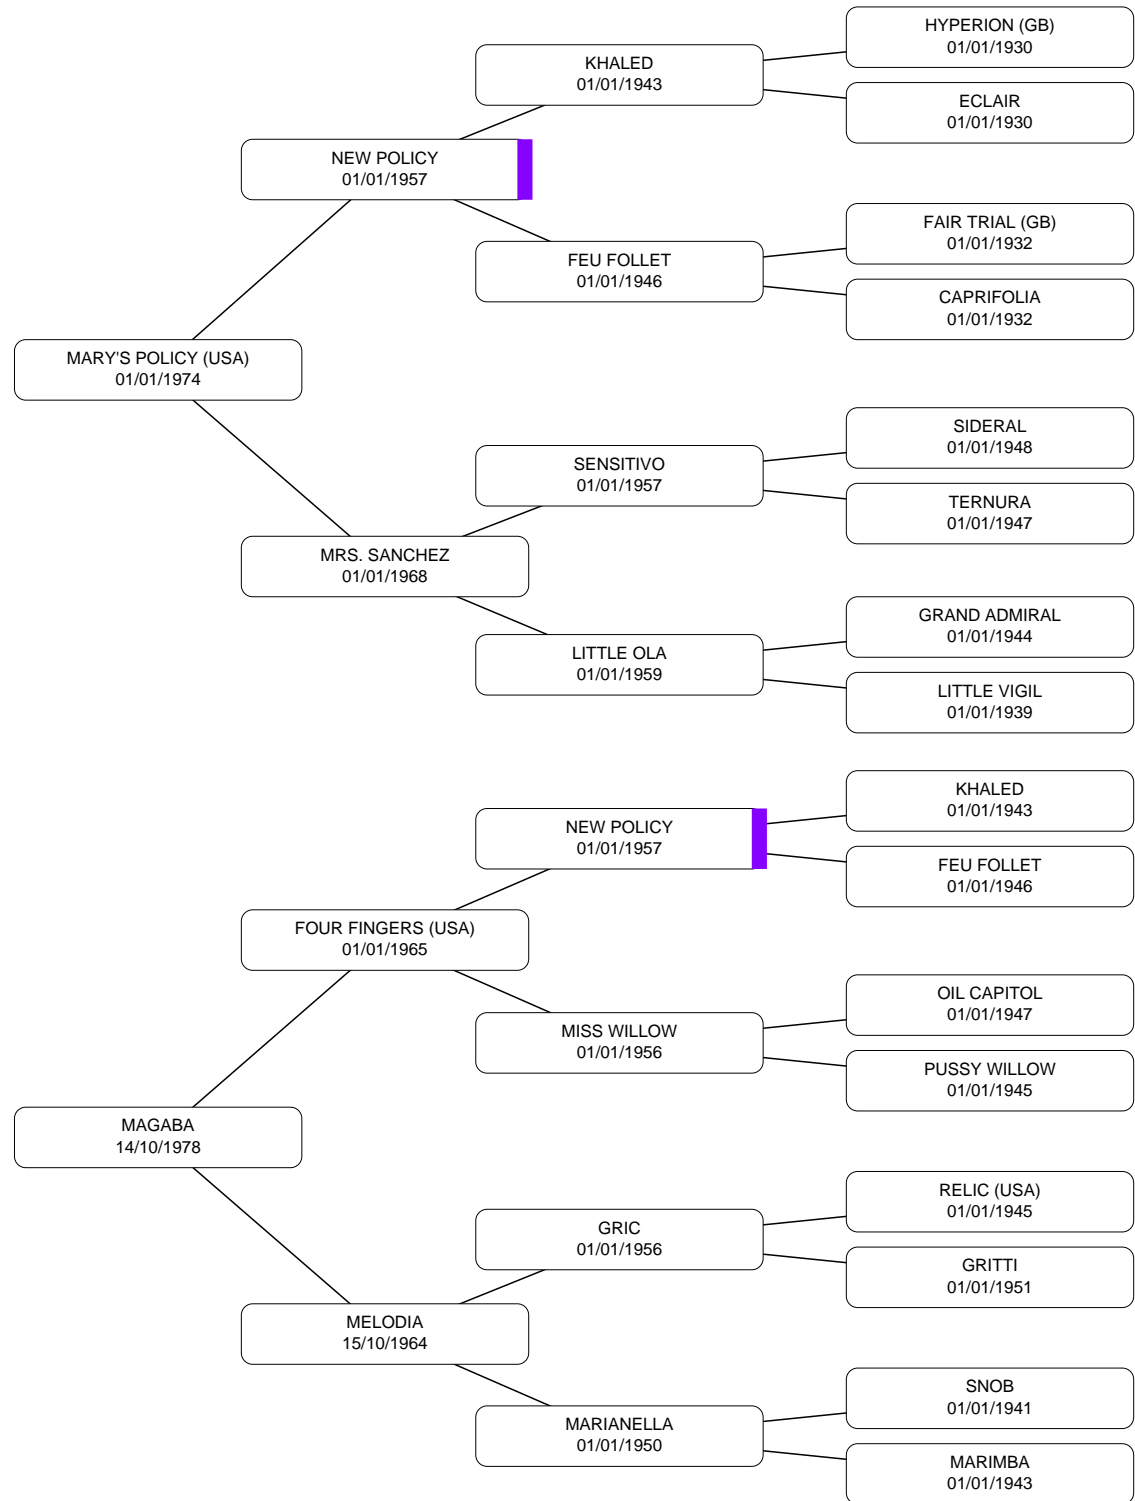 HYPERION (GB)
01/01/1930
KHALED
01/01/1943
ECLAIR
01/01/1930
NEW POLICY
01/01/1957
FAIR TRIAL (GB)
01/01/1932
FEU FOLLET
01/01/1946
CAPRIFOLIA
01/01/1932
MARY'S POLICY (USA)
01/01/1974
SIDERAL
01/01/1948
SENSITIVO
01/01/1957
TERNURA
01/01/1947
MRS. SANCHEZ
01/01/1968
GRAND ADMIRAL
01/01/1944
LITTLE OLA
01/01/1959
LITTLE VIGIL
01/01/1939
KHALED
01/01/1943
NEW POLICY
01/01/1957
FEU FOLLET
01/01/1946
FOUR FINGERS (USA)
01/01/1965
OIL CAPITOL
01/01/1947
MISS WILLOW
01/01/1956
PUSSY WILLOW
01/01/1945
MAGABA
14/10/1978
RELIC (USA)
01/01/1945
GRIC
01/01/1956
GRITTI
01/01/1951
MELODIA
15/10/1964
SNOB
01/01/1941
MARIANELLA
01/01/1950
MARIMBA
01/01/1943